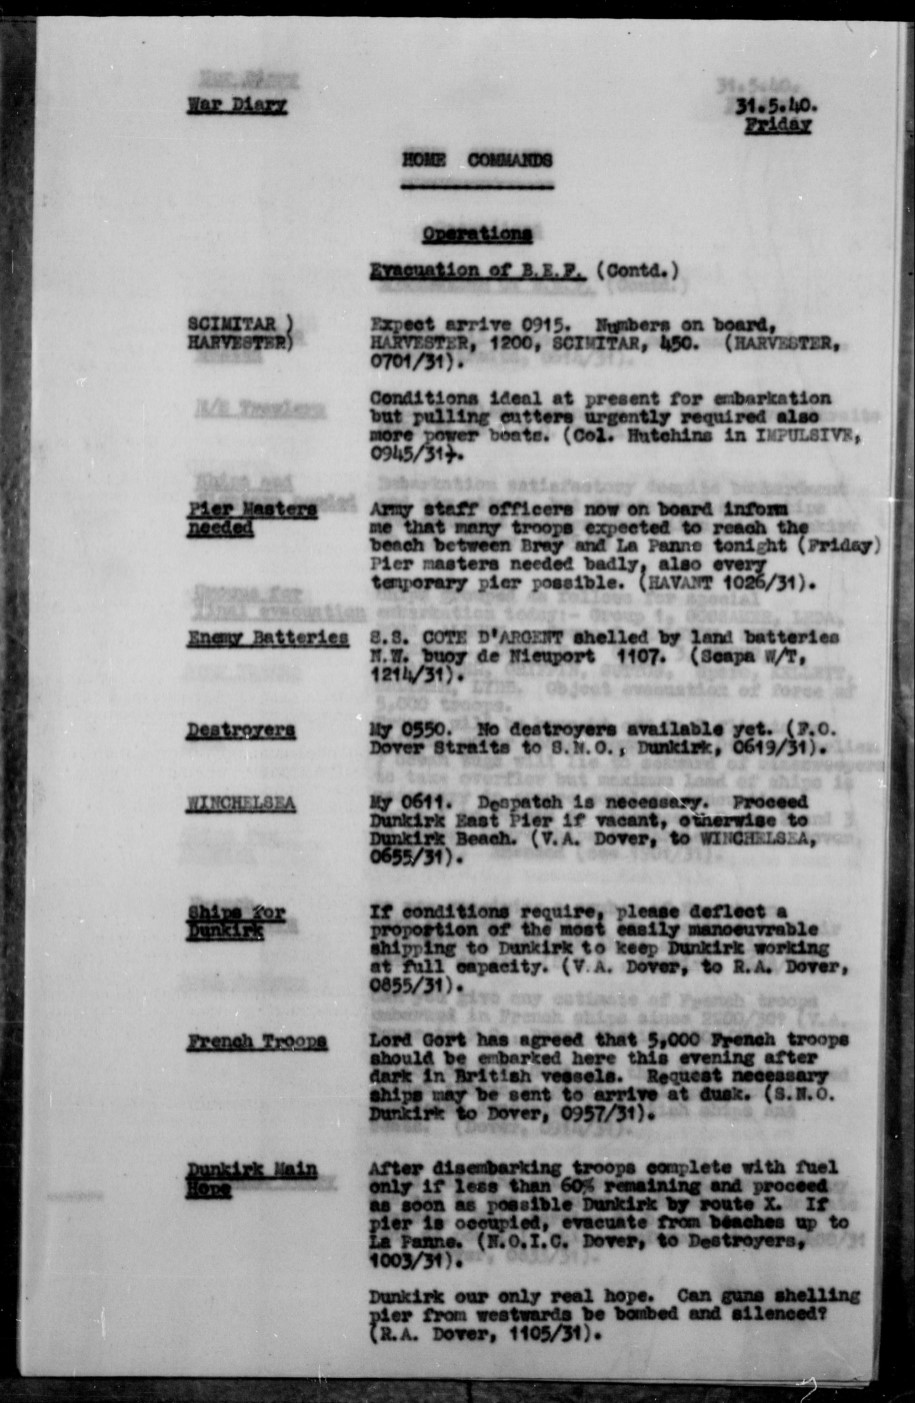 War Diary
31.5.40.
Friday
HOME COMMANDS
Operations
Evacuation of B.E.F. (Contd.)
SCIMITAR )
HARVESTER)
Expect arrive 0915. Numbers on board,
HARVESTER, 1200, SCIMITAR, 450. (HARVESTER,
0701/31).
Conditions ideal at present for embarkation
but pulling cutters urgently required also
more power boats. (Col. Hutchins in IMPULSIVE,
0945/31).
Pier Masters
needed
Army staff officers now on board inform
me that many troops expected to reach the
beach between Bray and La Panne tonight (Friday)
Pier masters needed badly, also every
temporary pier possible. (HAVANT 1026/31).
Enemy Batteries
S.S. COTE D'ARGENT shelled by land batteries
N.W. buoy de Nieuport 1107. (Scapa W/T,
1214/31).
Destroyers
My 0550. No destroyers available yet. (F.O.
Dover Straits to S.N.O., Dunkirk, 0619/31).
WINCHELSEA
My 0611. Despatch is necessary. Proceed
Dunkirk East Pier if vacant, otherwise to
Dunkirk Beach. (V.A. Dover, to WINCHELSEA,
0655/31).
Ships for
Dunkirk
If conditions require, please deflect a
proportion of the most easily manoeuvrable
shipping to Dunkirk to keep Dunkirk working
at full capacity. (V.A. Dover, to R.A. Dover,
0855/31).
French Troops
Lord Gort has agreed that 5,000 French troops
should be embarked here this evening after
dark in British vessels. Request necessary
ships may be sent to arrive at dusk. (S.N.O.
Dunkirk to Dover, 0957/31).
Dunkirk Main
Hope
After disembarking troops complete with fuel
only if less than 60% remaining and proceed
as soon as possible Dunkirk by route X. If
pier is occupied, evacuate from beaches up to
La Panne. (N.O.I.C. Dover, to Destroyers,
1003/31).
Dunkirk our only real hope. Can guns shelling
pier from westwards be bombed and silenced?
(R.A. Dover, 1105/31).